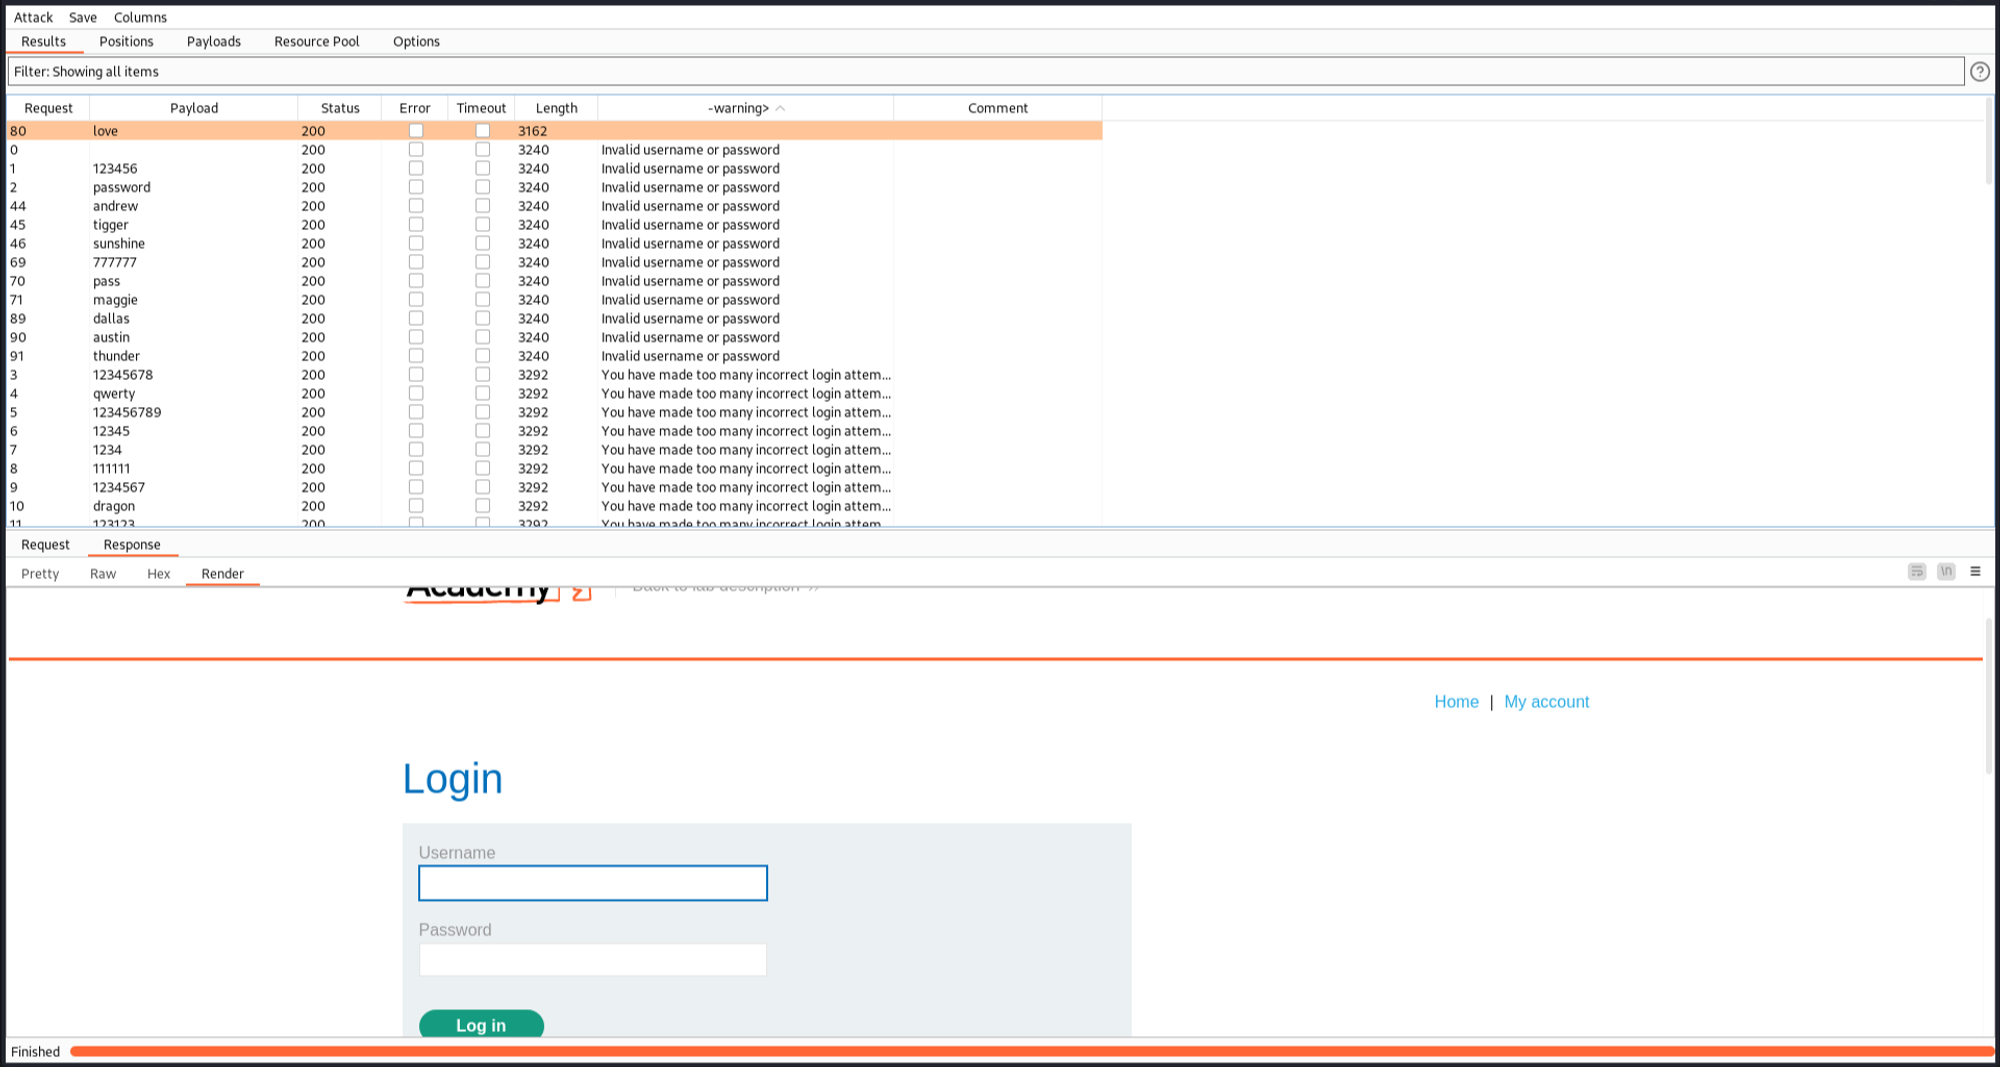 Attack Save Columns
Results Positions Payloads Resource Pool Options
Filter: Showing all items
Request Payload Status Error Timeout Length -warning> Comment
80 love 200 3162
0 200 3240 Invalid username or password
1 123456 200 3240 Invalid username or password
2 password 200 3240 Invalid username or password
44 andrew 200 3240 Invalid username or password
45 tigger 200 3240 Invalid username or password
46 sunshine 200 3240 Invalid username or password
69 777777 200 3240 Invalid username or password
70 pass 200 3240 Invalid username or password
71 maggie 200 3240 Invalid username or password
89 dallas 200 3240 Invalid username or password
90 austin 200 3240 Invalid username or password
91 thunder 200 3240 Invalid username or password
3 12345678 200 3292 You have made too many incorrect login attem...
4 qwerty 200 3292 You have made too many incorrect login attem...
5 123456789 200 3292 You have made too many incorrect login attem...
6 12345 200 3292 You have made too many incorrect login attem...
7 1234 200 3292 You have made too many incorrect login attem...
8 111111 200 3292 You have made too many incorrect login attem...
9 1234567 200 3292 You have made too many incorrect login attem...
10 dragon 200 3292 You have made too many incorrect login attem...
11 123123 200 3292 You have made too many incorrect login attem...
Request Response
Pretty Raw Hex Render
\n
Academy Back to lab description >>
Home | My account
Login
Username
Password
Log in
Finished